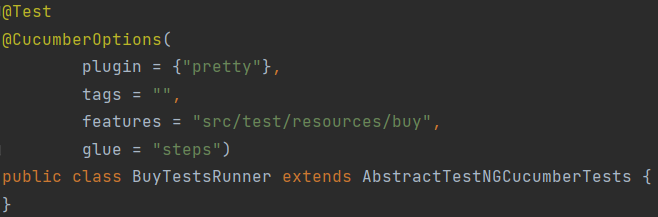 @Test
@CucumberOptions(
        plugin = {"pretty"},
        tags = "",
        features = "src/test/resources/buy",
        glue = "steps")
public class BuyTestsRunner extends AbstractTestNGCucumberTests {
}